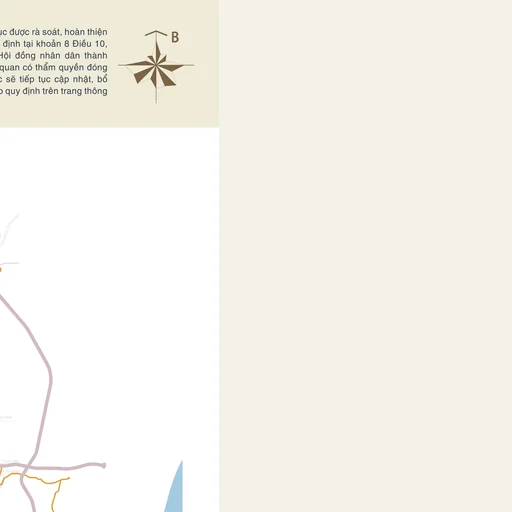 ục được rà soát, hoàn thiện
định tại khoản 8 Điều 10,
Hội đồng nhân dân thành
quan có thẩm quyền đóng
c sẽ tiếp tục cập nhật, bổ
o quy định trên trang thông
B